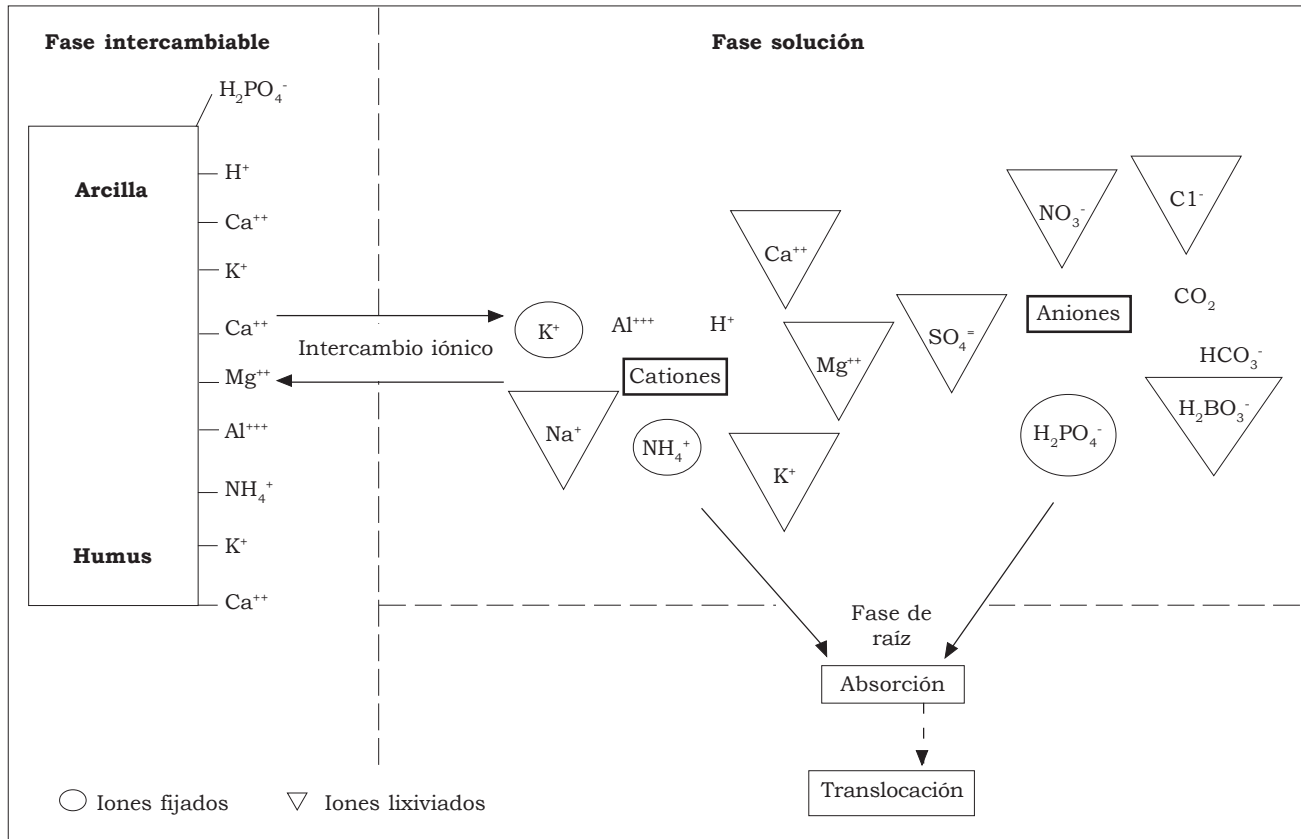 Fase intercambiable
Fase solución
H₂PO₄⁻
Arcilla
H⁺
Ca⁺⁺
K⁺
Ca⁺⁺
Mg⁺⁺
Al⁺⁺⁺
NH₄⁺
K⁺
Ca⁺⁺
Humus
Intercambio iónico
K⁺
Al⁺⁺⁺
H⁺
Ca⁺⁺
Cationes
Mg⁺⁺
Na⁺
NH₄⁺
K⁺
NO₃⁻
C1⁻
SO₄⁼
Aniones
CO₂
HCO₃⁻
H₂PO₄⁻
H₂BO₃⁻
Fase de
raíz
Absorción
Translocación
Iones fijados
Iones lixiviados